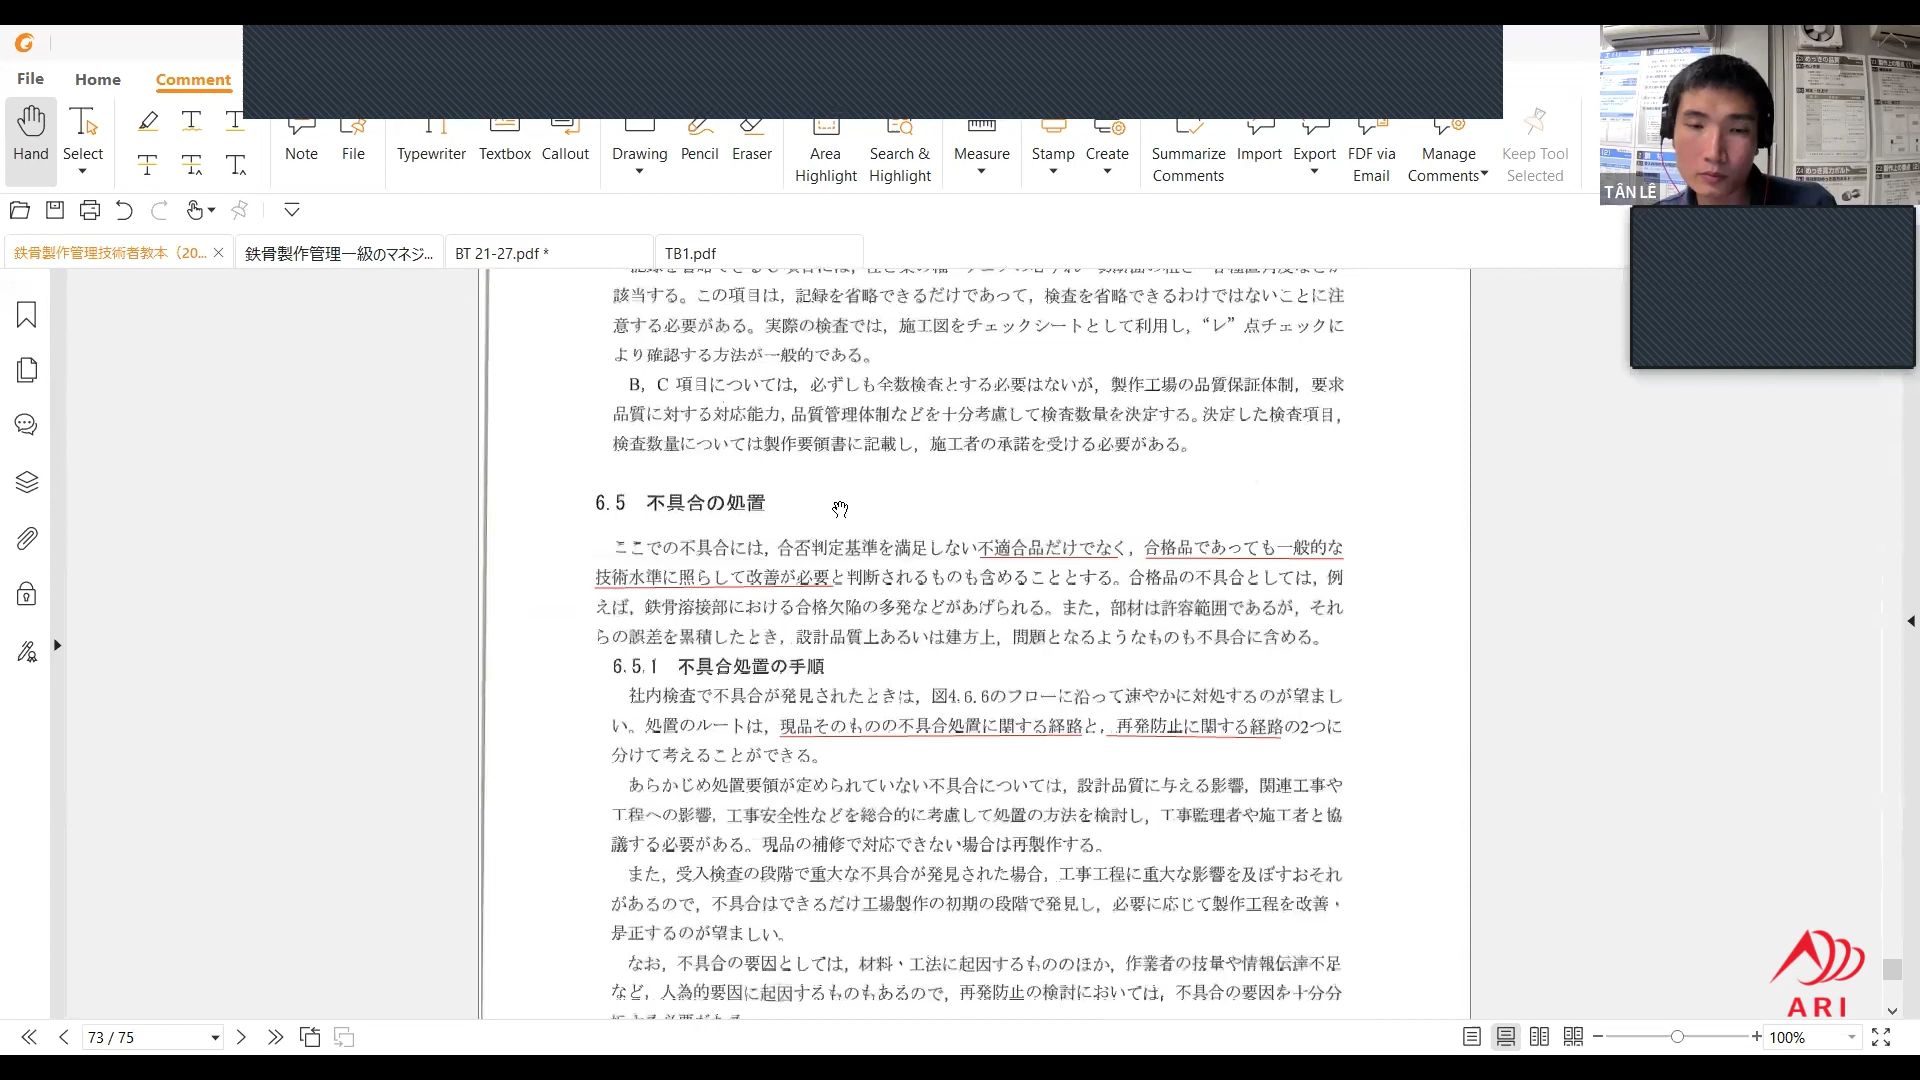 File
Home
Comment
Hand
Select
Note
File
Typewriter
Textbox
Callout
Drawing
Pencil
Eraser
Area
Highlight
Search &
Highlight
Measure
Stamp
Create
Summarize
Comments
Import
Export
FDF via
Email
Manage
Comments
Keep Tool
Selected
TÂN LÊ
鉄骨製作管理技術者教本（20...
鉄骨製作管理一級のマネジ...
BT 21-27.pdf *
TB1.pdf
該当する。この項目は，記録を省略できるだけであって，検査を省略できるわけではないことに注
意する必要がある。実際の検査では，施工図をチェックシートとして利用し，“レ”点チェックに
より確認する方法が一般的である。
B，C 項目については，必ずしも全数検査とする必要はないが，製作工場の品質保証体制，要求
品質に対する対応能力，品質管理体制などを十分考慮して検査数量を決定する。決定した検査項目，
検査数量については製作要領書に記載し，施工者の承諾を受ける必要がある。
6.5 不具合の処置
ここでの不具合には，合否判定基準を満足しない不適合品だけでなく，合格品であっても一般的な
技術水準に照らして改善が必要と判断されるものも含めることとする。合格品の不具合としては，例
えば，鉄骨溶接部における合格欠陥の多発などがあげられる。また，部材は許容範囲であるが，それ
らの誤差を累積したとき，設計品質上あるいは建方上，問題となるようなものも不具合に含める。
6.5.1 不具合処置の手順
社内検査で不具合が発見されたときは，図4.6.6のフローに沿って速やかに対処するのが望まし
い。処置のルートは，現品そのものの不具合処置に関する経路と，再発防止に関する経路の2つに
分けて考えることができる。
あらかじめ処置要領が定められていない不具合については，設計品質に与える影響，関連工事や
工程への影響，工事安全性などを総合的に考慮して処置の方法を検討し，工事監理者や施工者と協
議する必要がある。現品の補修で対応できない場合は再製作する。
また，受入検査の段階で重大な不具合が発見された場合，工事工程に重大な影響を及ぼすおそれ
があるので，不具合はできるだけ工場製作の初期の段階で発見し，必要に応じて製作工程を改善・
是正するのが望ましい。
なお，不具合の要因としては，材料・工法に起因するもののほか，作業者の技量や情報伝達不足
など，人為的要因に起因するものもあるので，再発防止の検討においては，不具合の要因を十分分
ARI
73 / 75
100%